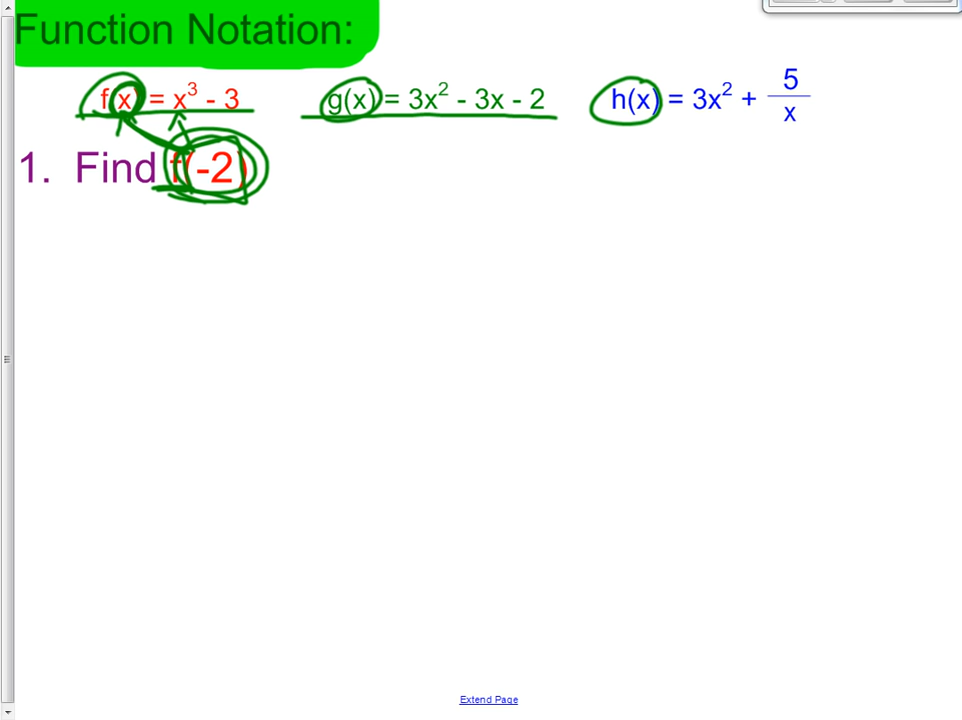 Function Notation:
f(x) = x³ - 3 g(x) = 3x² - 3x - 2 h(x) = 3x² + 5/x
1. Find f(-2)
Extend Page